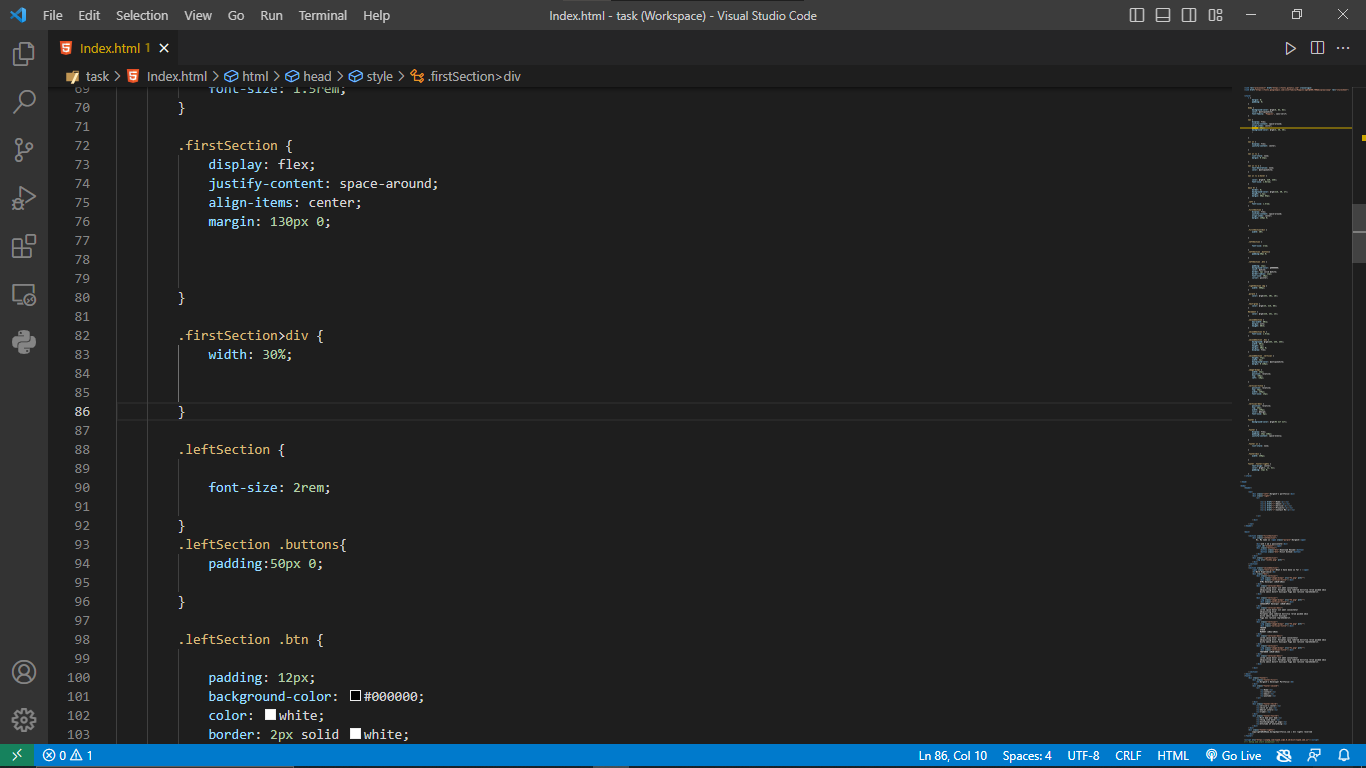 File Edit Selection View Go Run Terminal Help Index.html - task (Workspace) - Visual Studio Code
Index.html 1
task > Index.html > html > head > style > .firstSection>div
69 font-size: 1.5rem;
70 }
71
72 .firstSection {
73 display: flex;
74 justify-content: space-around;
75 align-items: center;
76 margin: 130px 0;
77
78
79
80 }
81
82 .firstSection>div {
83 width: 30%;
84
85
86 }
87
88 .leftSection {
89
90 font-size: 2rem;
91
92 }
93 .leftSection .buttons{
94 padding:50px 0;
95
96 }
97
98 .leftSection .btn {
99
100 padding: 12px;
101 background-color: #000000;
102 color: white;
103 border: 2px solid white;
0 1 Ln 86, Col 10 Spaces: 4 UTF-8 CRLF HTML Go Live